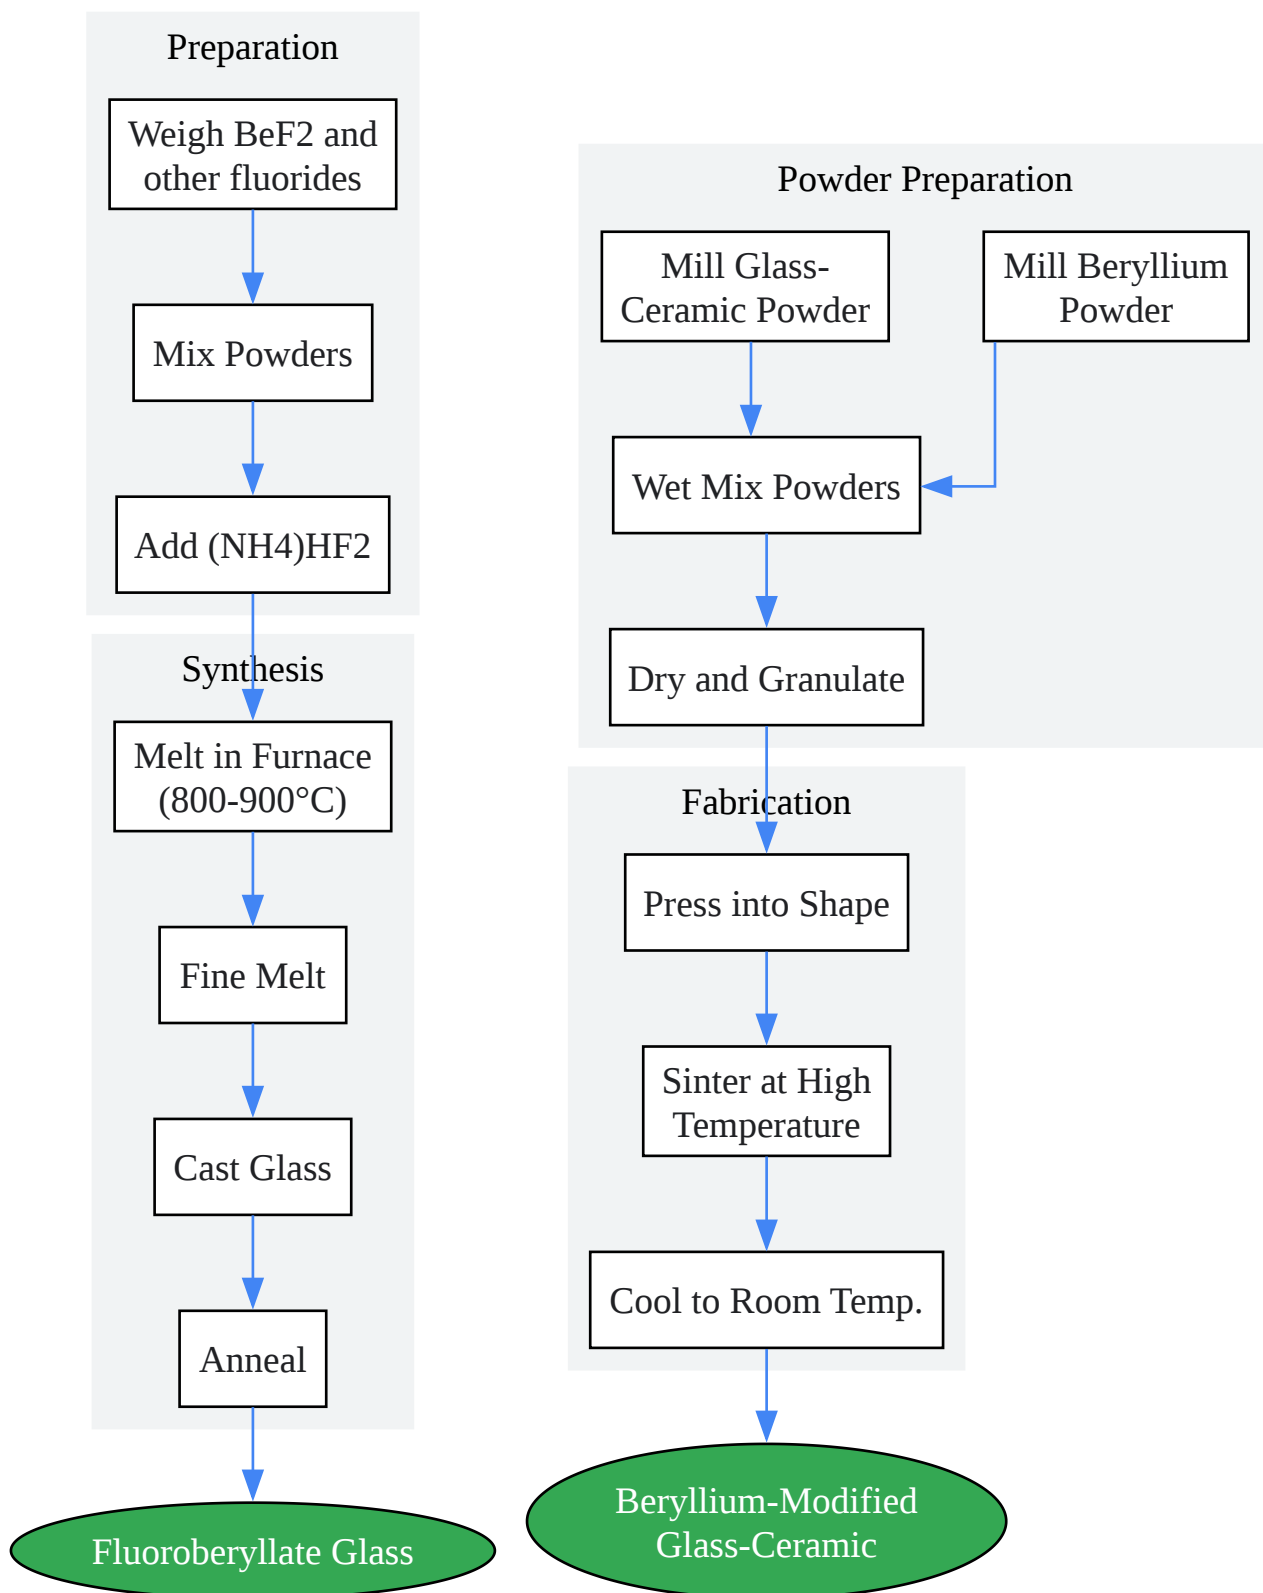 Preparation
Weigh BeF2 and
other fluorides
Mix Powders
Add (NH4)HF2
Synthesis
Melt in Furnace
(800-900°C)
Fine Melt
Cast Glass
Anneal
Fluoroberyllate Glass
Powder Preparation
Mill Glass-
Ceramic Powder
Mill Beryllium
Powder
Wet Mix Powders
Dry and Granulate
Fabrication
Press into Shape
Sinter at High
Temperature
Cool to Room Temp.
Beryllium-Modified
Glass-Ceramic